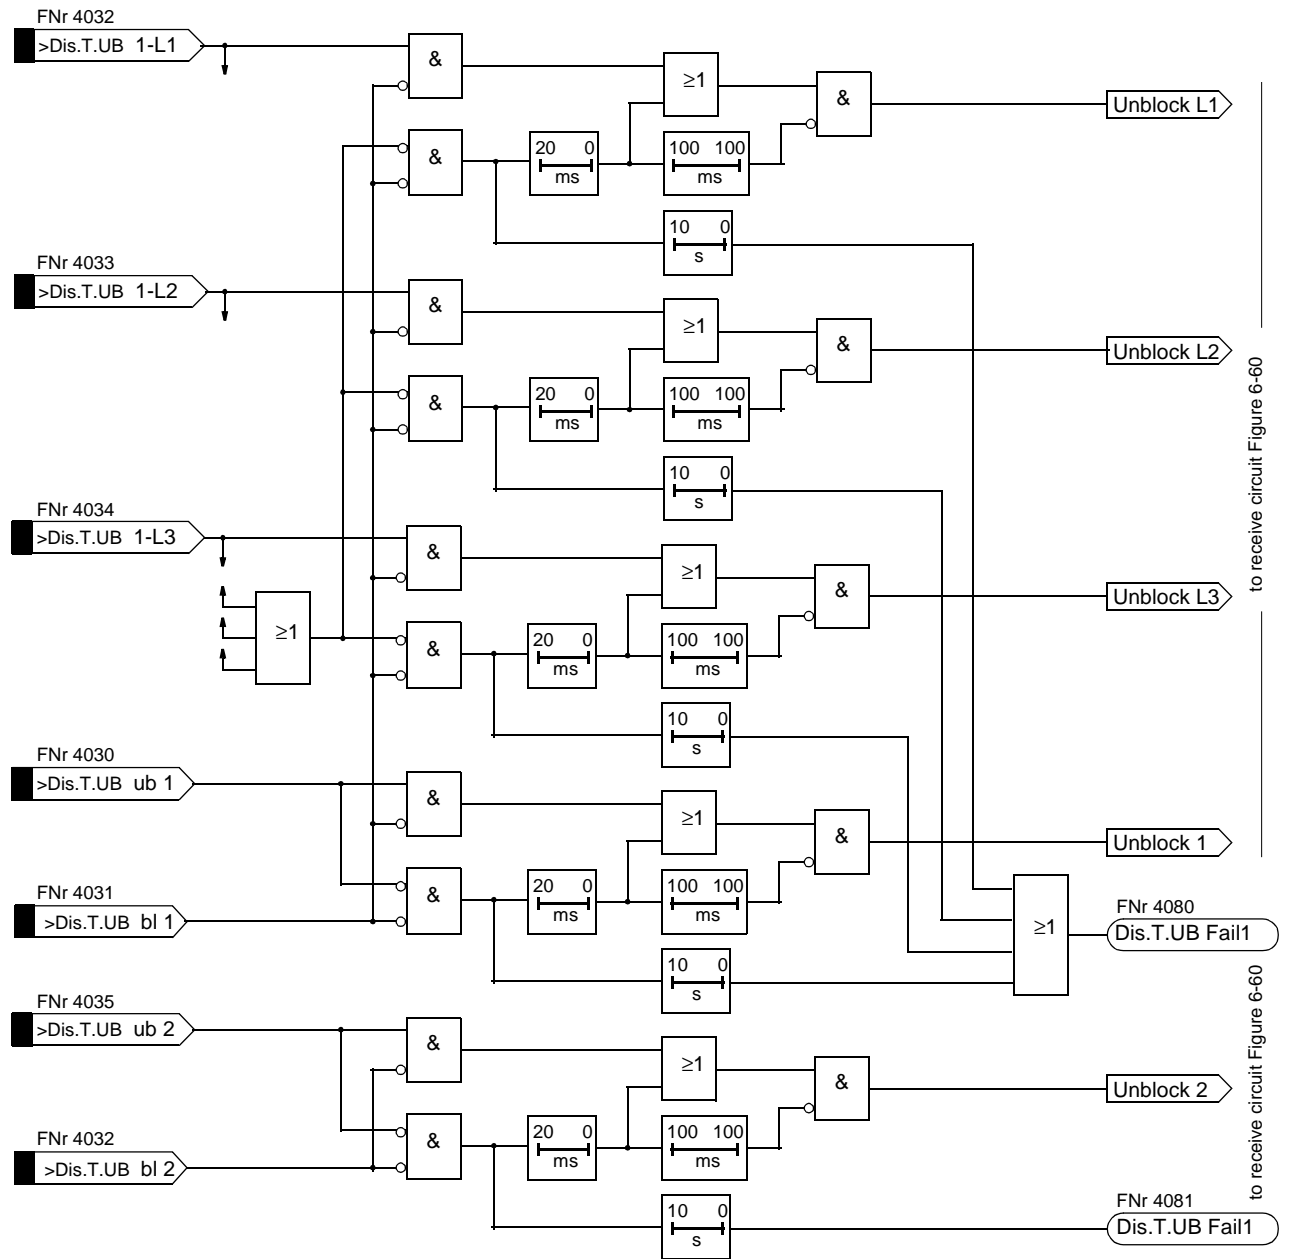 FNr 4032
>Dis.T.UB 1-L1
&
≥1
&
Unblock L1
&
20 0
ms
100 100
ms
10 0
s
FNr 4033
>Dis.T.UB 1-L2
&
≥1
&
Unblock L2
&
20 0
ms
100 100
ms
10 0
s
to receive circuit Figure 6-60
FNr 4034
>Dis.T.UB 1-L3
&
≥1
&
Unblock L3
≥1
&
20 0
ms
100 100
ms
10 0
s
FNr 4030
>Dis.T.UB ub 1
&
≥1
&
Unblock 1
FNr 4031
>Dis.T.UB bl 1
&
20 0
ms
100 100
ms
10 0
s
≥1
FNr 4080
Dis.T.UB Fail1
FNr 4035
>Dis.T.UB ub 2
&
≥1
&
Unblock 2
to receive circuit Figure 6-60
FNr 4032
>Dis.T.UB bl 2
&
20 0
ms
100 100
ms
10 0
s
FNr 4081
Dis.T.UB Fail1